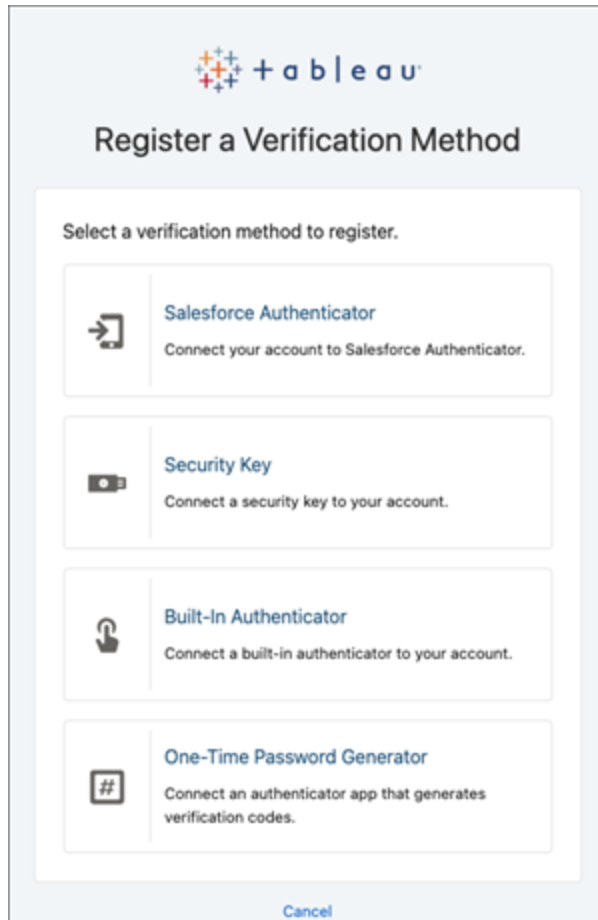 +ableau
Register a Verification Method
Select a verification method to register.
Salesforce Authenticator
Connect your account to Salesforce Authenticator.
Security Key
Connect a security key to your account.
Built-In Authenticator
Connect a built-in authenticator to your account.
One-Time Password Generator
Connect an authenticator app that generates
verification codes.
Cancel